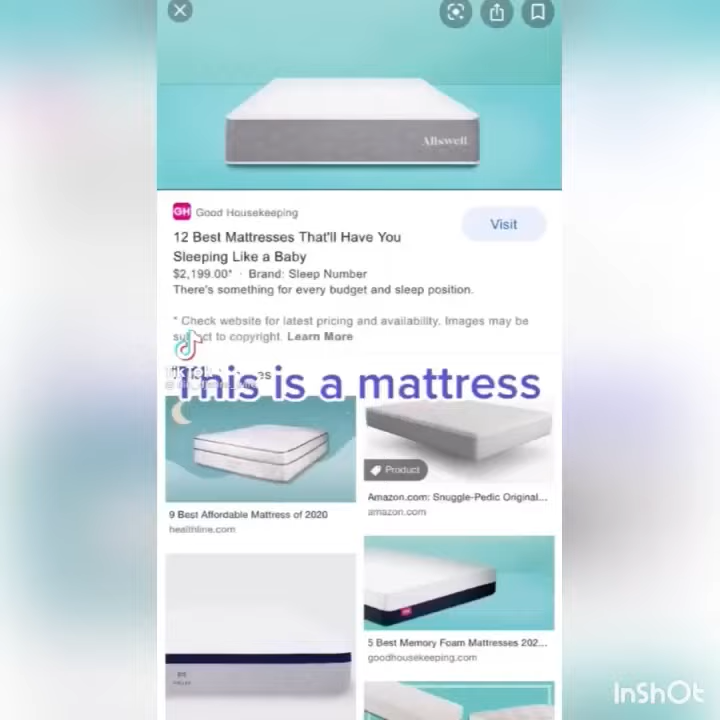 Allswell
GH Good Housekeeping
Visit
12 Best Mattresses That'll Have You
Sleeping Like a Baby
$2,199.00* · Brand: Sleep Number
There's something for every budget and sleep position.
* Check website for latest pricing and availability. Images may be
to copyright. Learn More
TikTok
This is a mattress
Product
9 Best Affordable Mattress of 2020
healthline.com
Amazon.com: Snuggle-Pedic Original...
amazon.com
GH
5 Best Memory Foam Mattresses 202...
goodhousekeeping.com
InShOt